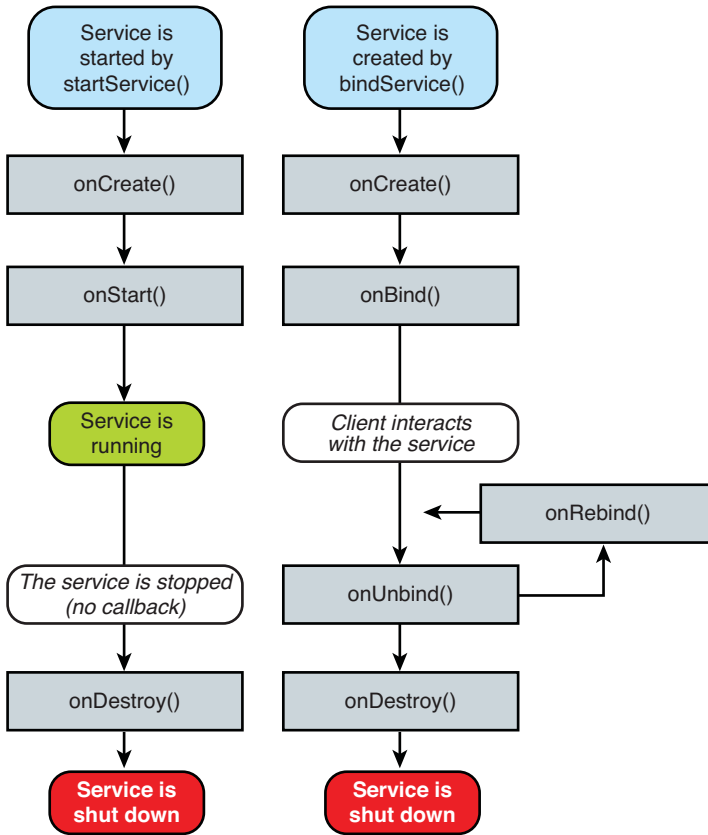 Service is
started by
startService()
onCreate()
onStart()
Service is
running
The service is stopped
(no callback)
onDestroy()
Service is
shut down
Service is
created by
bindService()
onCreate()
onBind()
Client interacts
with the service
onRebind()
onUnbind()
onDestroy()
Service is
shut down